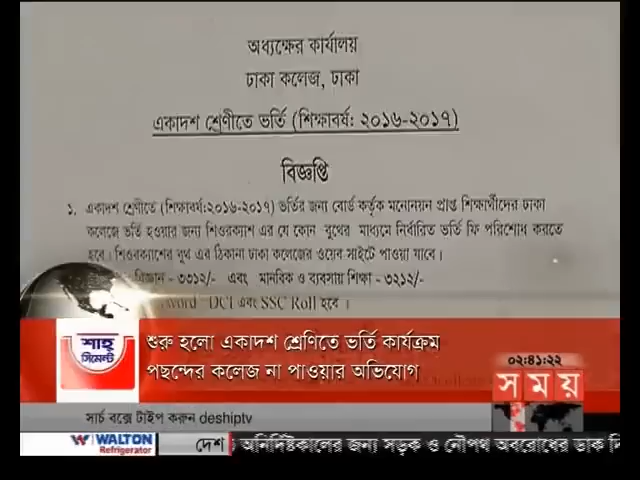 অধ্যক্ষের কার্যালয়
ঢাকা কলেজ, ঢাকা
একাদশ শ্রেণীতে ভর্তি (শিক্ষাবর্ষ: ২০১৬-২০১৭)
বিজ্ঞপ্তি
১. একাদশ শ্রেণীতে (শিক্ষাবর্ষ:২০১৬-২০১৭) ভর্তির জন্য বোর্ড কর্তৃক মনোনয়ন প্রাপ্ত শিক্ষার্থীদের ঢাকা
কলেজে ভর্তি হওয়ার জন্য শিওরক্যাশ এর যে কোন বুথের মাধ্যমে নির্ধারিত ভর্তি ফি পরিশোধ করতে
হবে। শিওরক্যাশের বুথ এর ঠিকানা ঢাকা কলেজের ওয়েব সাইটে পাওয়া যাবে।
বিজ্ঞান - ৩৩১২/- এবং মানবিক ও ব্যবসায় শিক্ষা - ৩২১২/-
word DCI এবং SSC Roll হবে।
শাহ্
সিমেন্ট
শুরু হলো একাদশ শ্রেণিতে ভর্তি কার্যক্রম
পছন্দের কলেজ না পাওয়ার অভিযোগ
০২:৪১:২২
সময়
সার্চ বক্সে টাইপ করুন deshiptv
WALTON
Refrigerator
দেশ
অনির্দিষ্টকালের জন্য সড়ক ও নৌপথ অবরোধের ডাক দি